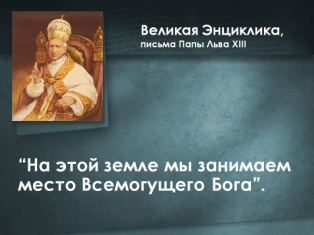 Великая Энциклика,
письма Папы Льва XIII
“На этой земле мы занимаем
место Всемогущего Бога”.